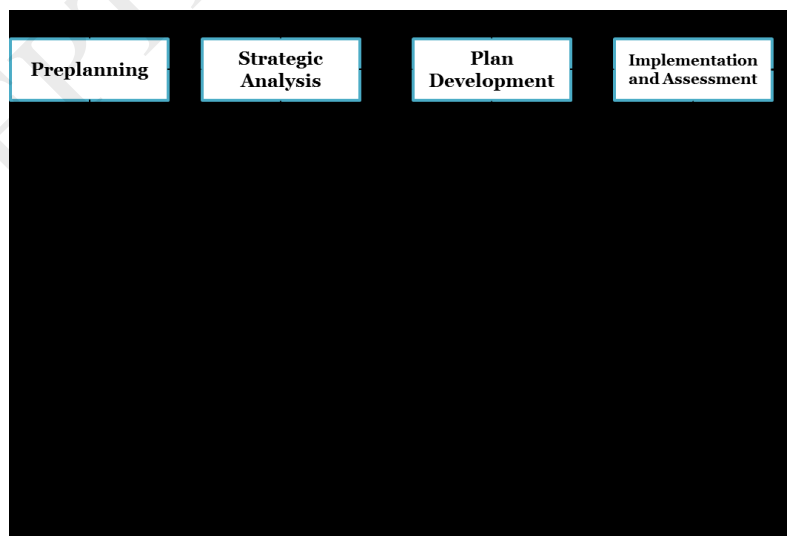 Preplanning
Strategic
Analysis
Plan
Development
Implementation
and Assessment